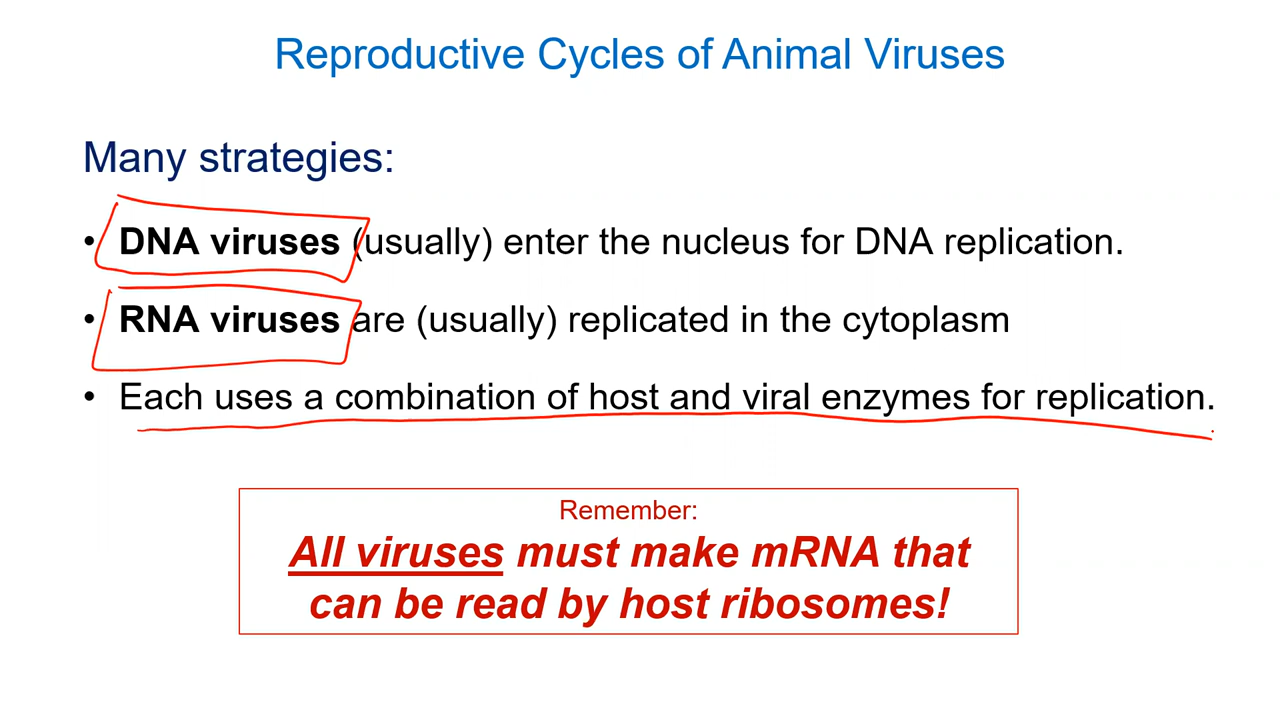 Reproductive Cycles of Animal Viruses
Many strategies:
• DNA viruses (usually) enter the nucleus for DNA replication.
• RNA viruses are (usually) replicated in the cytoplasm
• Each uses a combination of host and viral enzymes for replication.
Remember:
All viruses must make mRNA that
can be read by host ribosomes!